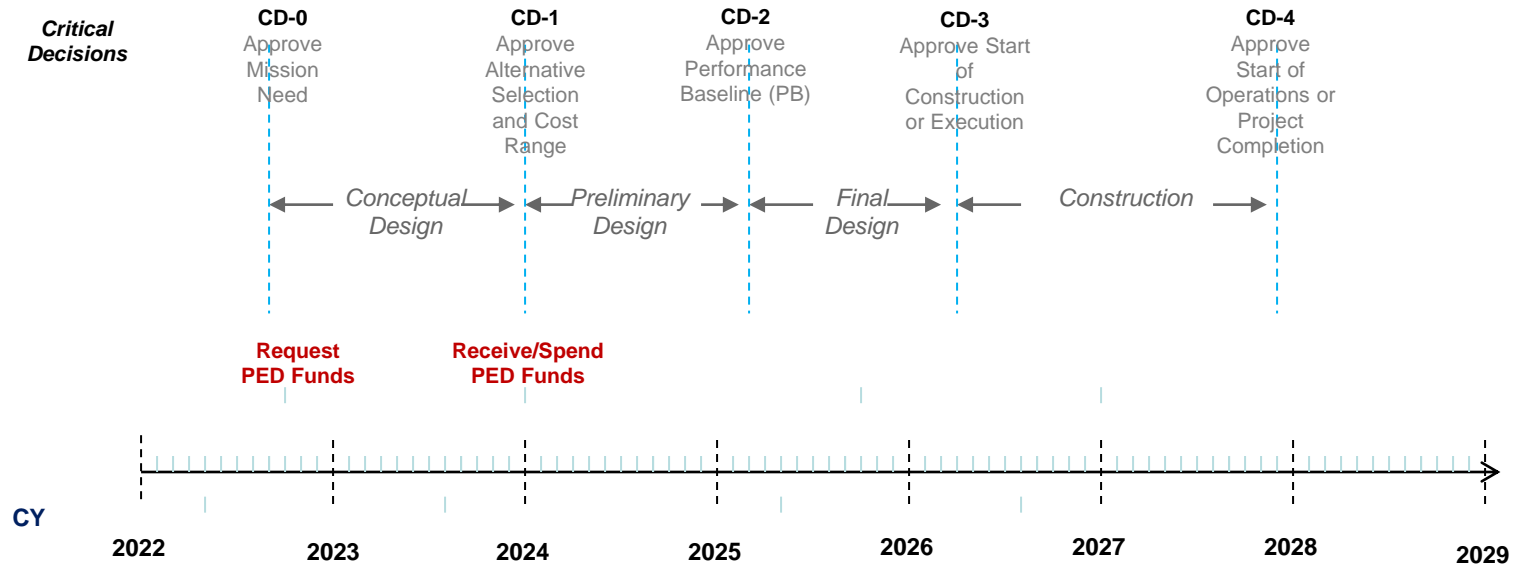 Critical
Decisions
CD-0
Approve
Mission
Need
CD-1
Approve
Alternative
Selection
and Cost
Range
CD-2
Approve
Performance
Baseline (PB)
CD-3
Approve Start
of
Construction
or Execution
CD-4
Approve
Start of
Operations or
Project
Completion
Conceptual
Design
Preliminary
Design
Final
Design
Construction
Request
PED Funds
Receive/Spend
PED Funds
CY
2022
2023
2024
2025
2026
2027
2028
2029